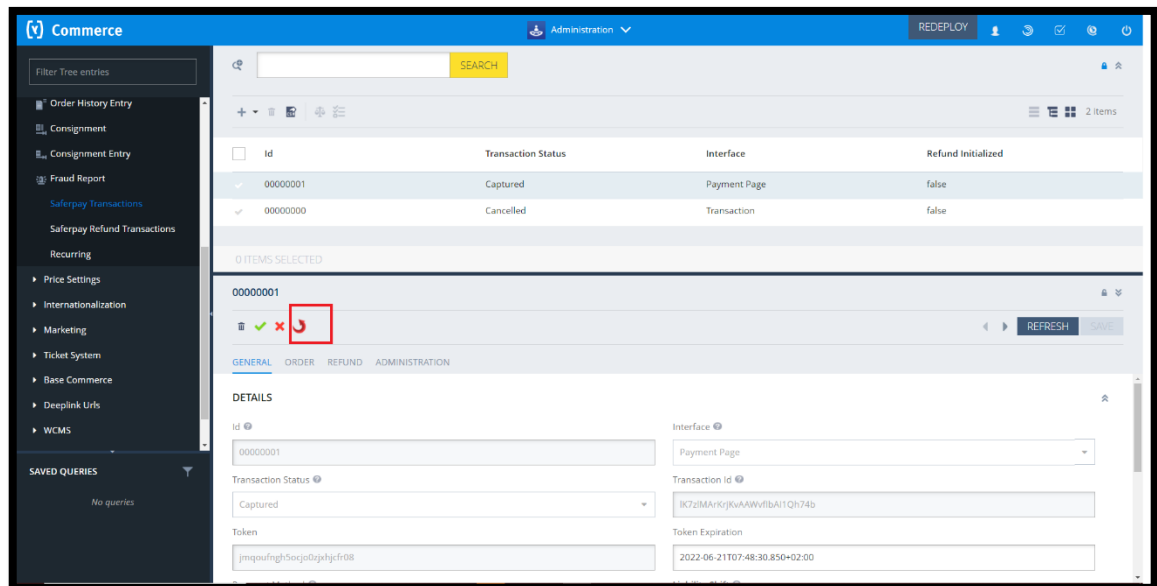 (Y) Commerce
Administration
REDEPLOY
Filter Tree entries
Order History Entry
Consignment
Consignment Entry
Fraud Report
Saferpay Transactions
Saferpay Refund Transactions
Recurring
Price Settings
Internationalization
Marketing
Ticket System
Base Commerce
Deeplink Urls
WCMS
SAVED QUERIES
No queries
SEARCH
2 items
Id Transaction Status Interface Refund Initialized
00000001 Captured Payment Page false
00000000 Cancelled Transaction false
0 ITEMS SELECTED
00000001
REFRESH SAVE
GENERAL ORDER REFUND ADMINISTRATION
DETAILS
Id Interface
00000001 Payment Page
Transaction Status Transaction Id
Captured
Token Token Expiration
jmqoufngh5ocjo0zjxhjcfr08 2022-06-21T07:48:30.850+02:00